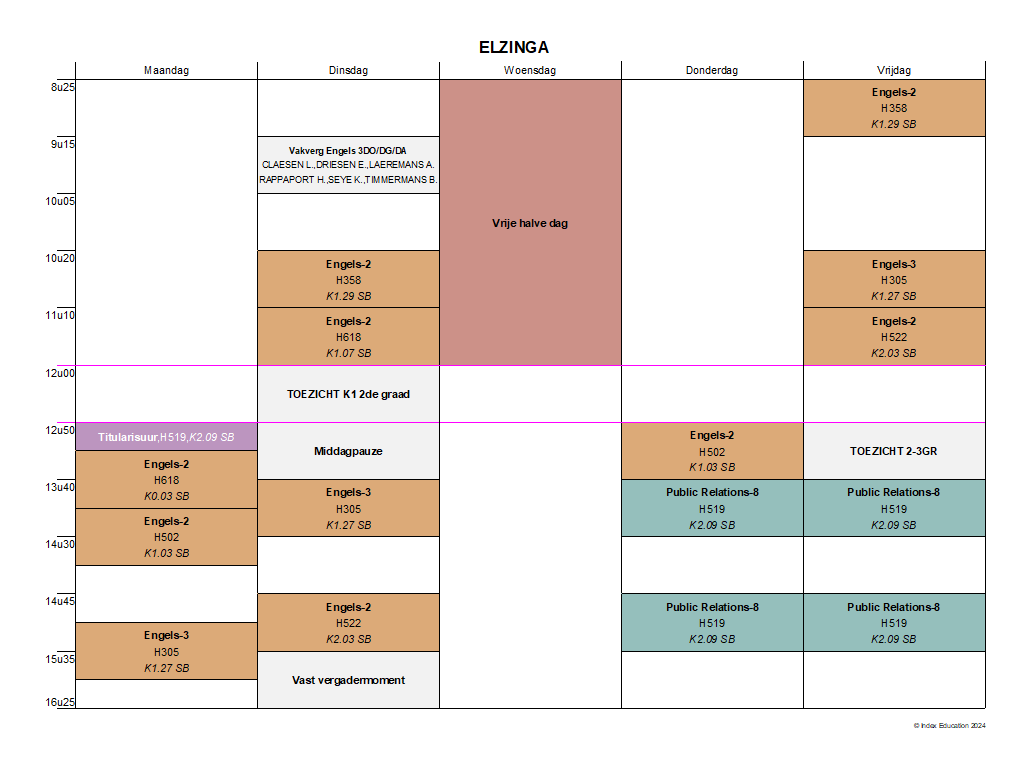 ELZINGA
Maandag Dinsdag Woensdag Donderdag Vrijdag
8u25
9u15
10u05
10u20
11u10
12u00
12u50
13u40
14u30
14u45
15u35
16u25
Titularisuur,H519,K2.09 SB
Engels-2
H618
K0.03 SB
Engels-2
H502
K1.03 SB
Engels-3
H305
K1.27 SB
Vakverg Engels 3DO/DG/DA
CLAESEN L.,DRIESEN E.,LAEREMANS A.
RAPPAPORT H.,SEYE K.,TIMMERMANS B.
Engels-2
H358
K1.29 SB
Engels-2
H618
K1.07 SB
TOEZICHT K1 2de graad
Middagpauze
Engels-3
H305
K1.27 SB
Engels-2
H522
K2.03 SB
Vast vergadermoment
Vrije halve dag
Engels-2
H502
K1.03 SB
Public Relations-8
H519
K2.09 SB
Public Relations-8
H519
K2.09 SB
Engels-2
H358
K1.29 SB
Engels-3
H305
K1.27 SB
Engels-2
H522
K2.03 SB
TOEZICHT 2-3GR
Public Relations-8
H519
K2.09 SB
Public Relations-8
H519
K2.09 SB
© Index Education 2024